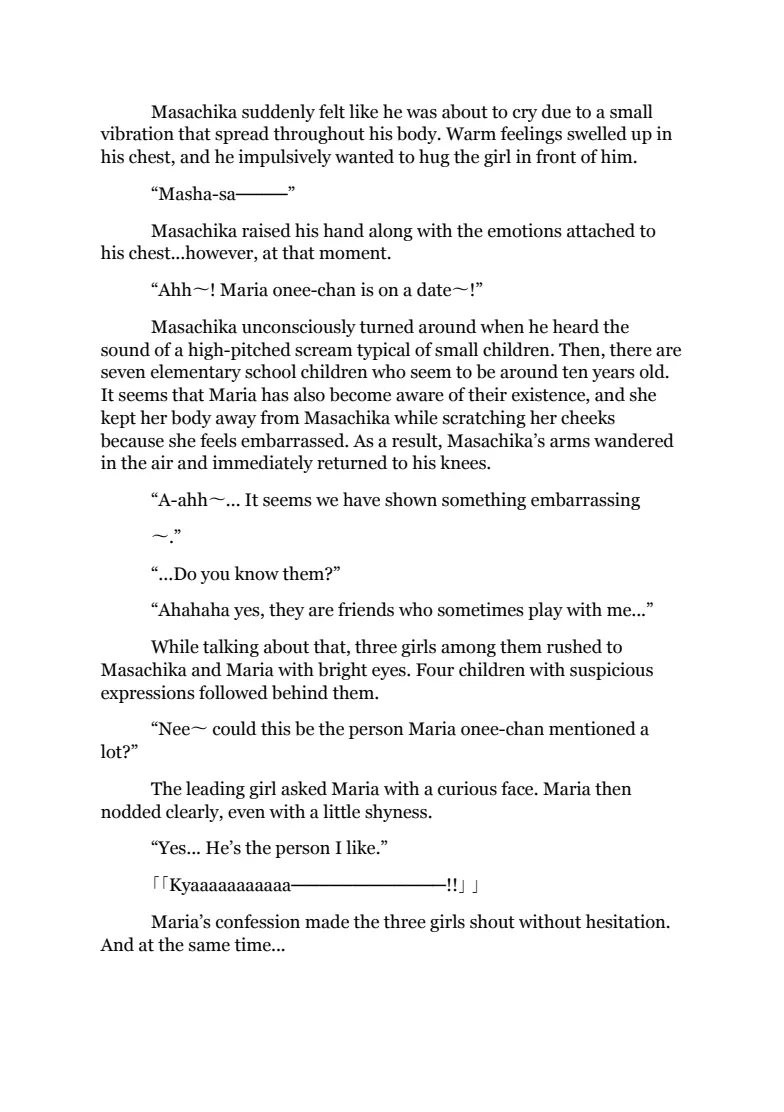 Masachika suddenly felt like he was about to cry due to a small
vibration that spread throughout his body. Warm feelings swelled up in
his chest, and he impulsively wanted to hug the girl in front of him.
“Masha-sa────”
Masachika raised his hand along with the emotions attached to
his chest...however, at that moment.
“Ahh～! Maria onee-chan is on a date～!”
Masachika unconsciously turned around when he heard the
sound of a high-pitched scream typical of small children. Then, there are
seven elementary school children who seem to be around ten years old.
It seems that Maria has also become aware of their existence, and she
kept her body away from Masachika while scratching her cheeks
because she feels embarrassed. As a result, Masachika’s arms wandered
in the air and immediately returned to his knees.
“A-ahh～... It seems we have shown something embarrassing
～.”
“...Do you know them?”
“Ahahaha yes, they are friends who sometimes play with me...”
While talking about that, three girls among them rushed to
Masachika and Maria with bright eyes. Four children with suspicious
expressions followed behind them.
“Nee～ could this be the person Maria onee-chan mentioned a
lot?”
The leading girl asked Maria with a curious face. Maria then
nodded clearly, even with a little shyness.
“Yes... He’s the person I like.”
「「Kyaaaaaaaaaaa────────────!!」」
Maria’s confession made the three girls shout without hesitation.
And at the same time...